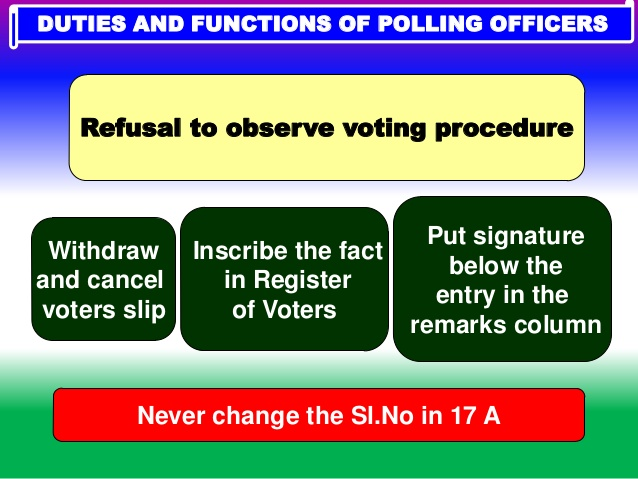 DUTIES AND FUNCTIONS OF POLLING OFFICERS
Refusal to observe voting procedure
Withdraw
and cancel
voters slip
Inscribe the fact
in Register
of Voters
Put signature
below the
entry in the
remarks column
Never change the Sl.No in 17 A